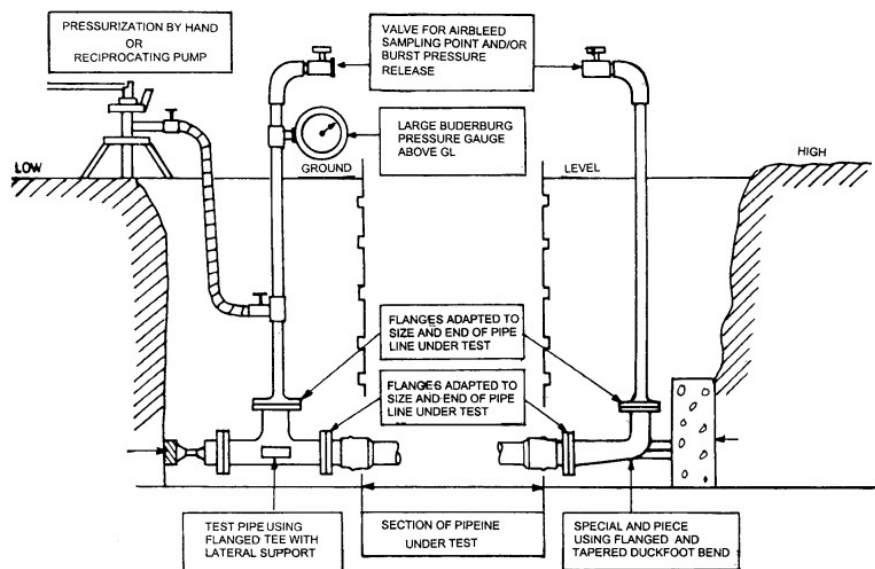 PRESSURIZATION BY HAND
OR
RECIPROCATING PUMP
VALVE FOR AIRBLEED
SAMPLING POINT AND/OR
BURST PRESSURE
RELEASE
LARGE BUDERBURG
PRESSURE GAUGE
ABOVE GL
LOW
GROUND
LEVEL
HIGH
FLANGES ADAPTED TO
SIZE AND END OF PIPE
LINE UNDER TEST
FLANGES ADAPTED TO
SIZE AND END OF PIPE
LINE UNDER TEST
TEST PIPE USING
FLANGED TEE WITH
LATERAL SUPPORT
SECTION OF PIPEINE
UNDER TEST
SPECIAL AND PIECE
USING FLANGED AND
TAPERED DUCKFOOT BEND